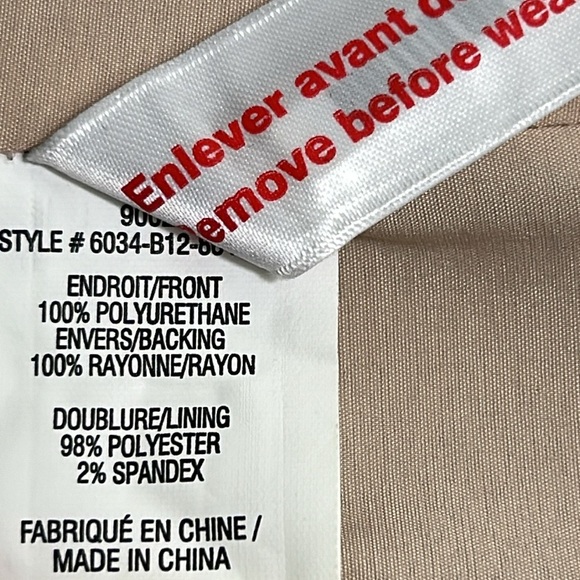 Enlever avant
remove before
STYLE # 6034-B12-
ENDROIT/FRONT
100% POLYURETHANE
ENVERS/BACKING
100% RAYONNE/RAYON
DOUBLURE/LINING
98% POLYESTER
2% SPANDEX
FABRIQUÉ EN CHINE /
MADE IN CHINA